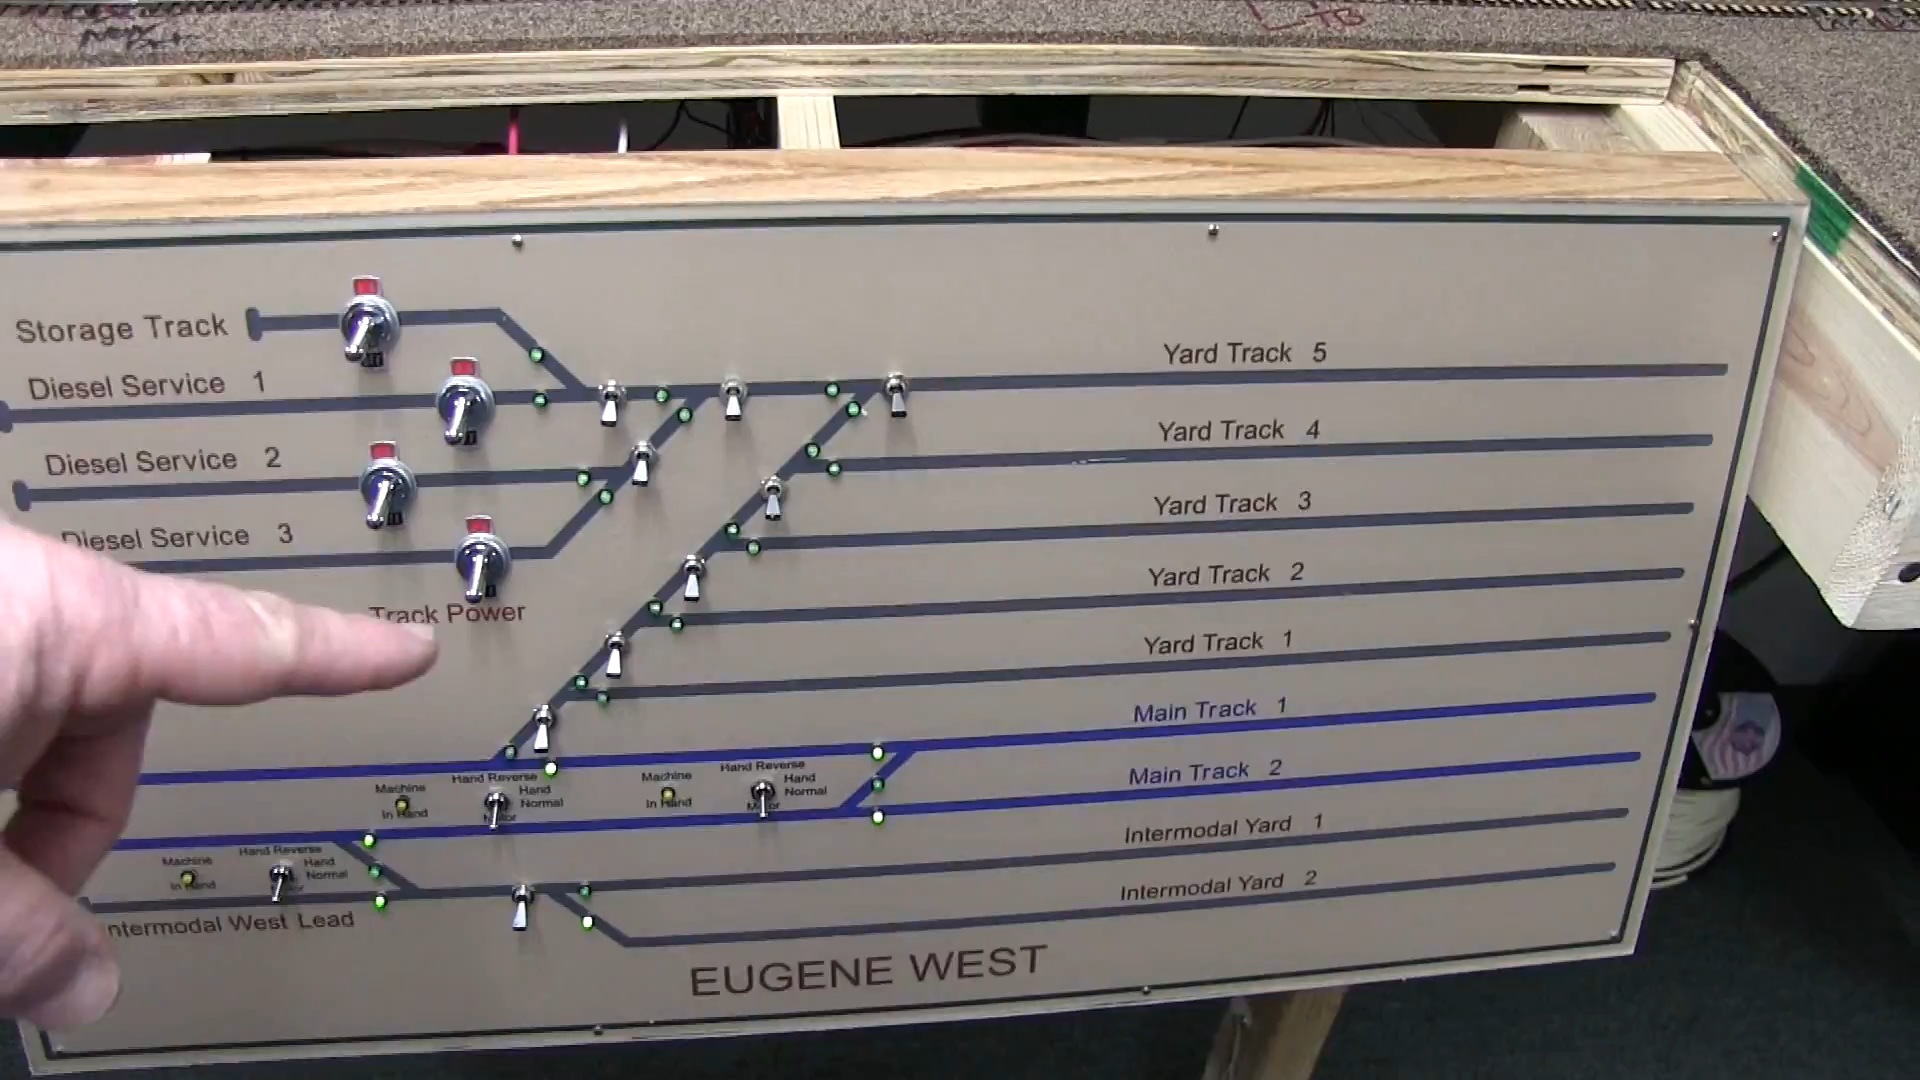 Storage Track
Diesel Service 1
Diesel Service 2
Diesel Service 3
Track Power
Yard Track 5
Yard Track 4
Yard Track 3
Yard Track 2
Yard Track 1
Main Track 1
Main Track 2
Intermodal Yard 1
Intermodal Yard 2
Machine
In Hand
Hand Reverse
Hand
Normal
Machine
In Hand
Hand Reverse
Hand
Normal
Machine
In Hand
Hand Reverse
Hand
Normal
ntermodal West Lead
EUGENE WEST